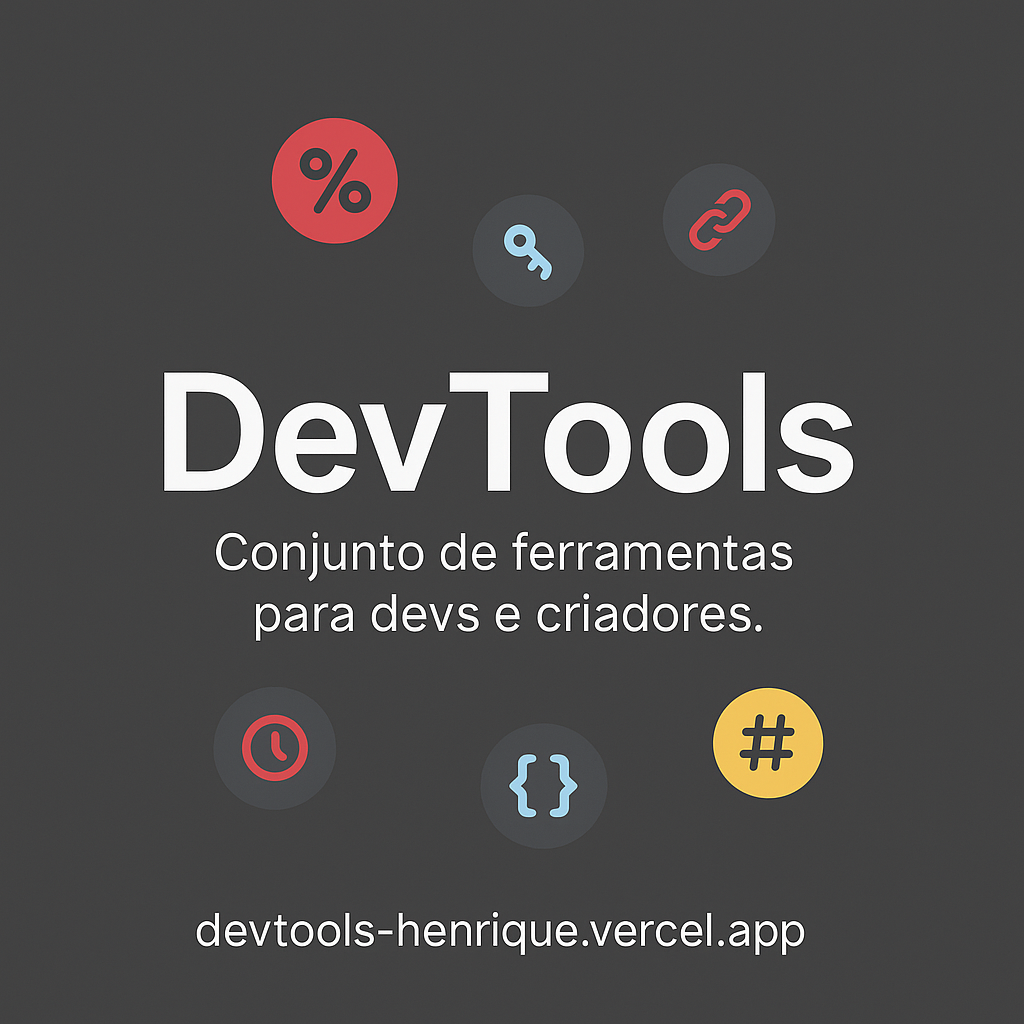 DevTools
Conjunto de ferramentas
para devs e criadores.
devtools-henrique.vercel.app